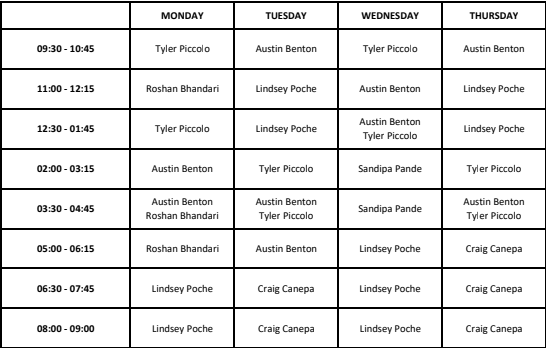 MONDAY TUESDAY WEDNESDAY THURSDAY
09:30 - 10:45 Tyler Piccolo Austin Benton Tyler Piccolo Austin Benton
11:00 - 12:15 Roshan Bhandari Lindsey Poche Austin Benton Lindsey Poche
12:30 - 01:45 Tyler Piccolo Lindsey Poche Austin Benton Lindsey Poche
Tyler Piccolo
02:00 - 03:15 Austin Benton Tyler Piccolo Sandipa Pande Tyler Piccolo
03:30 - 04:45 Austin Benton Austin Benton Sandipa Pande Austin Benton
Roshan Bhandari Tyler Piccolo Tyler Piccolo
05:00 - 06:15 Roshan Bhandari Austin Benton Lindsey Poche Craig Canepa
06:30 - 07:45 Lindsey Poche Craig Canepa Lindsey Poche Craig Canepa
08:00 - 09:00 Lindsey Poche Craig Canepa Lindsey Poche Craig Canepa